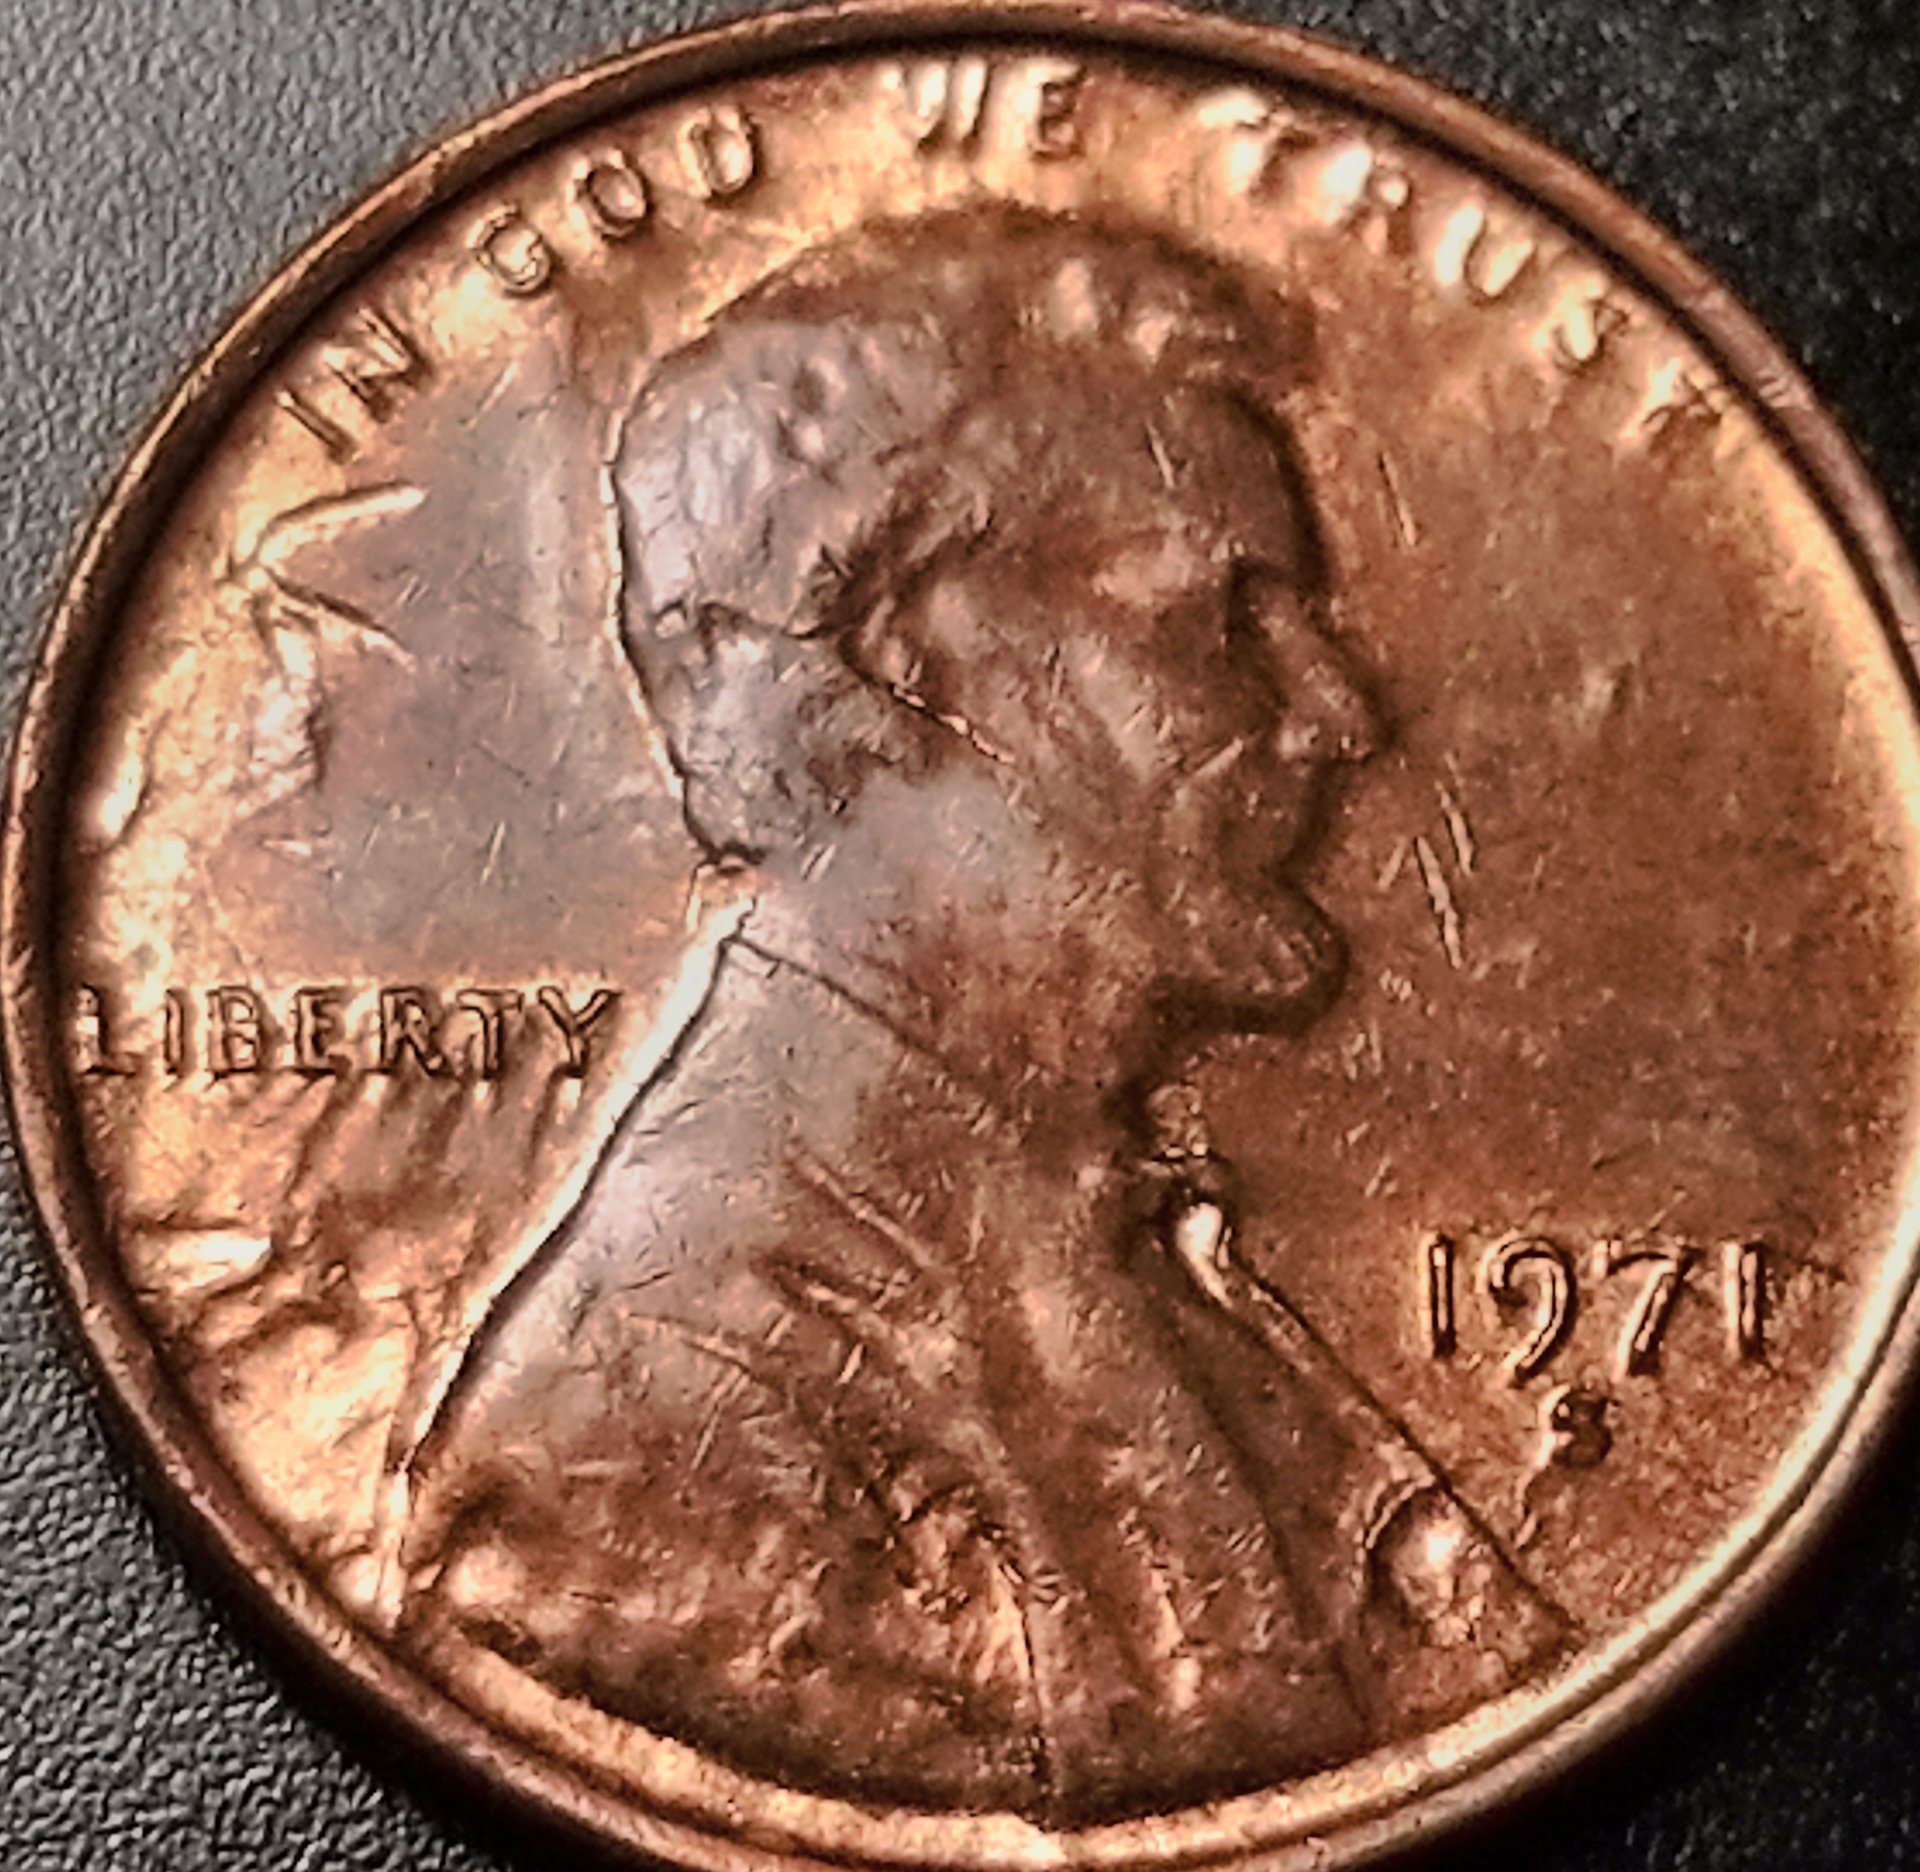 IN GOD WE TRUST
LIBERTY
1971
S